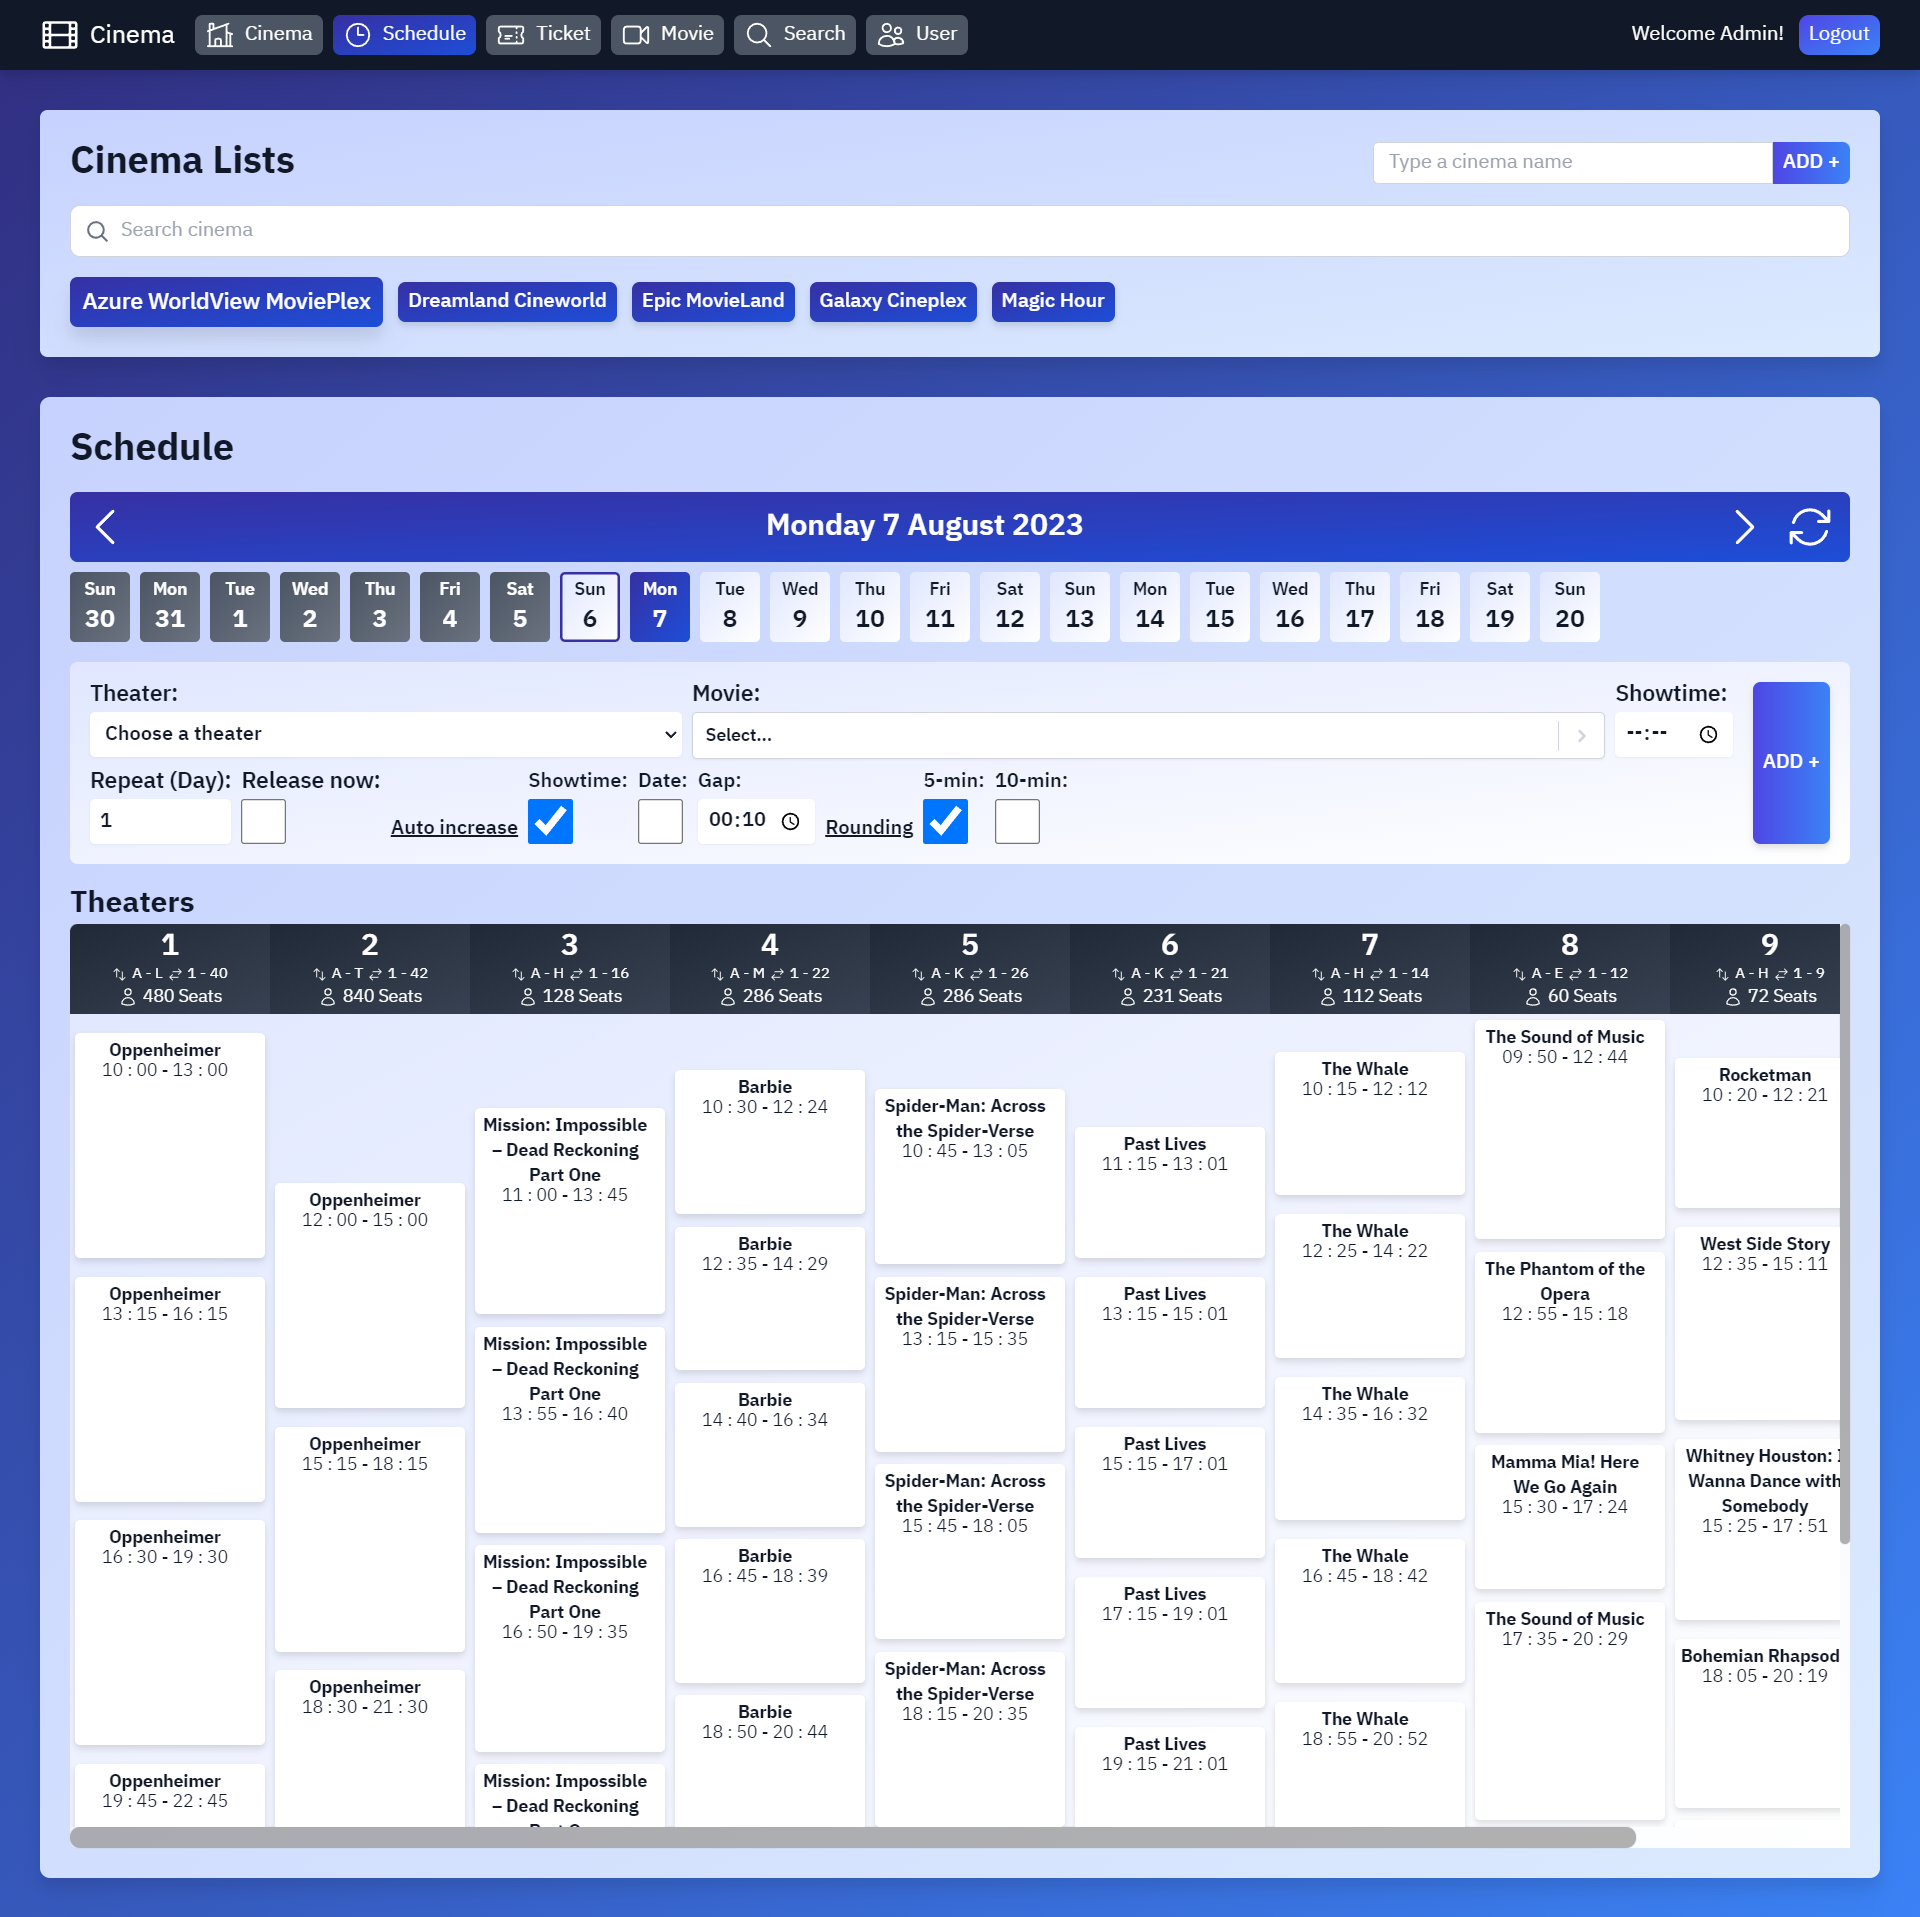 Cinema
Cinema
Schedule
Ticket
Movie
Search
User
Welcome Admin!
Logout
Cinema Lists
Type a cinema name
ADD +
Search cinema
Azure WorldView MoviePlex
Dreamland Cineworld
Epic MovieLand
Galaxy Cineplex
Magic Hour
Schedule
Monday 7 August 2023
Sun Mon Tue Wed Thu Fri Sat Sun Mon Tue Wed Thu Fri Sat Sun Mon Tue Wed Thu Fri Sat Sun
30 31 1 2 3 4 5 6 7 8 9 10 11 12 13 14 15 16 17 18 19 20
Theater:
Choose a theater
Movie:
Select...
Showtime:
--:--
ADD +
Repeat (Day):
1
Release now:
Auto increase
Showtime:
Date:
Gap:
00:10
Rounding
5-min:
10-min:
Theaters
1
A - L 1 - 40
480 Seats
2
A - T 1 - 42
840 Seats
3
A - H 1 - 16
128 Seats
4
A - M 1 - 22
286 Seats
5
A - K 1 - 26
286 Seats
6
A - K 1 - 21
231 Seats
7
A - H 1 - 14
112 Seats
8
A - E 1 - 12
60 Seats
9
A - H 1 - 9
72 Seats
Oppenheimer
10 : 00 - 13 : 00
Oppenheimer
13 : 15 - 16 : 15
Oppenheimer
16 : 30 - 19 : 30
Oppenheimer
19 : 45 - 22 : 45
Oppenheimer
12 : 00 - 15 : 00
Oppenheimer
15 : 15 - 18 : 15
Oppenheimer
18 : 30 - 21 : 30
Mission: Impossible
– Dead Reckoning
Part One
11 : 00 - 13 : 45
Mission: Impossible
– Dead Reckoning
Part One
13 : 55 - 16 : 40
Mission: Impossible
– Dead Reckoning
Part One
16 : 50 - 19 : 35
Mission: Impossible
– Dead Reckoning
Barbie
10 : 30 - 12 : 24
Barbie
12 : 35 - 14 : 29
Barbie
14 : 40 - 16 : 34
Barbie
16 : 45 - 18 : 39
Barbie
18 : 50 - 20 : 44
Spider-Man: Across
the Spider-Verse
10 : 45 - 13 : 05
Spider-Man: Across
the Spider-Verse
13 : 15 - 15 : 35
Spider-Man: Across
the Spider-Verse
15 : 45 - 18 : 05
Spider-Man: Across
the Spider-Verse
18 : 15 - 20 : 35
Past Lives
11 : 15 - 13 : 01
Past Lives
13 : 15 - 15 : 01
Past Lives
15 : 15 - 17 : 01
Past Lives
17 : 15 - 19 : 01
Past Lives
19 : 15 - 21 : 01
The Whale
10 : 15 - 12 : 12
The Whale
12 : 25 - 14 : 22
The Whale
14 : 35 - 16 : 32
The Whale
16 : 45 - 18 : 42
The Whale
18 : 55 - 20 : 52
The Sound of Music
09 : 50 - 12 : 44
The Phantom of the
Opera
12 : 55 - 15 : 18
Mamma Mia! Here
We Go Again
15 : 30 - 17 : 24
The Sound of Music
17 : 35 - 20 : 29
Rocketman
10 : 20 - 12 : 21
West Side Story
12 : 35 - 15 : 11
Whitney Houston: I
Wanna Dance with
Somebody
15 : 25 - 17 : 51
Bohemian Rhapsod
18 : 05 - 20 : 19